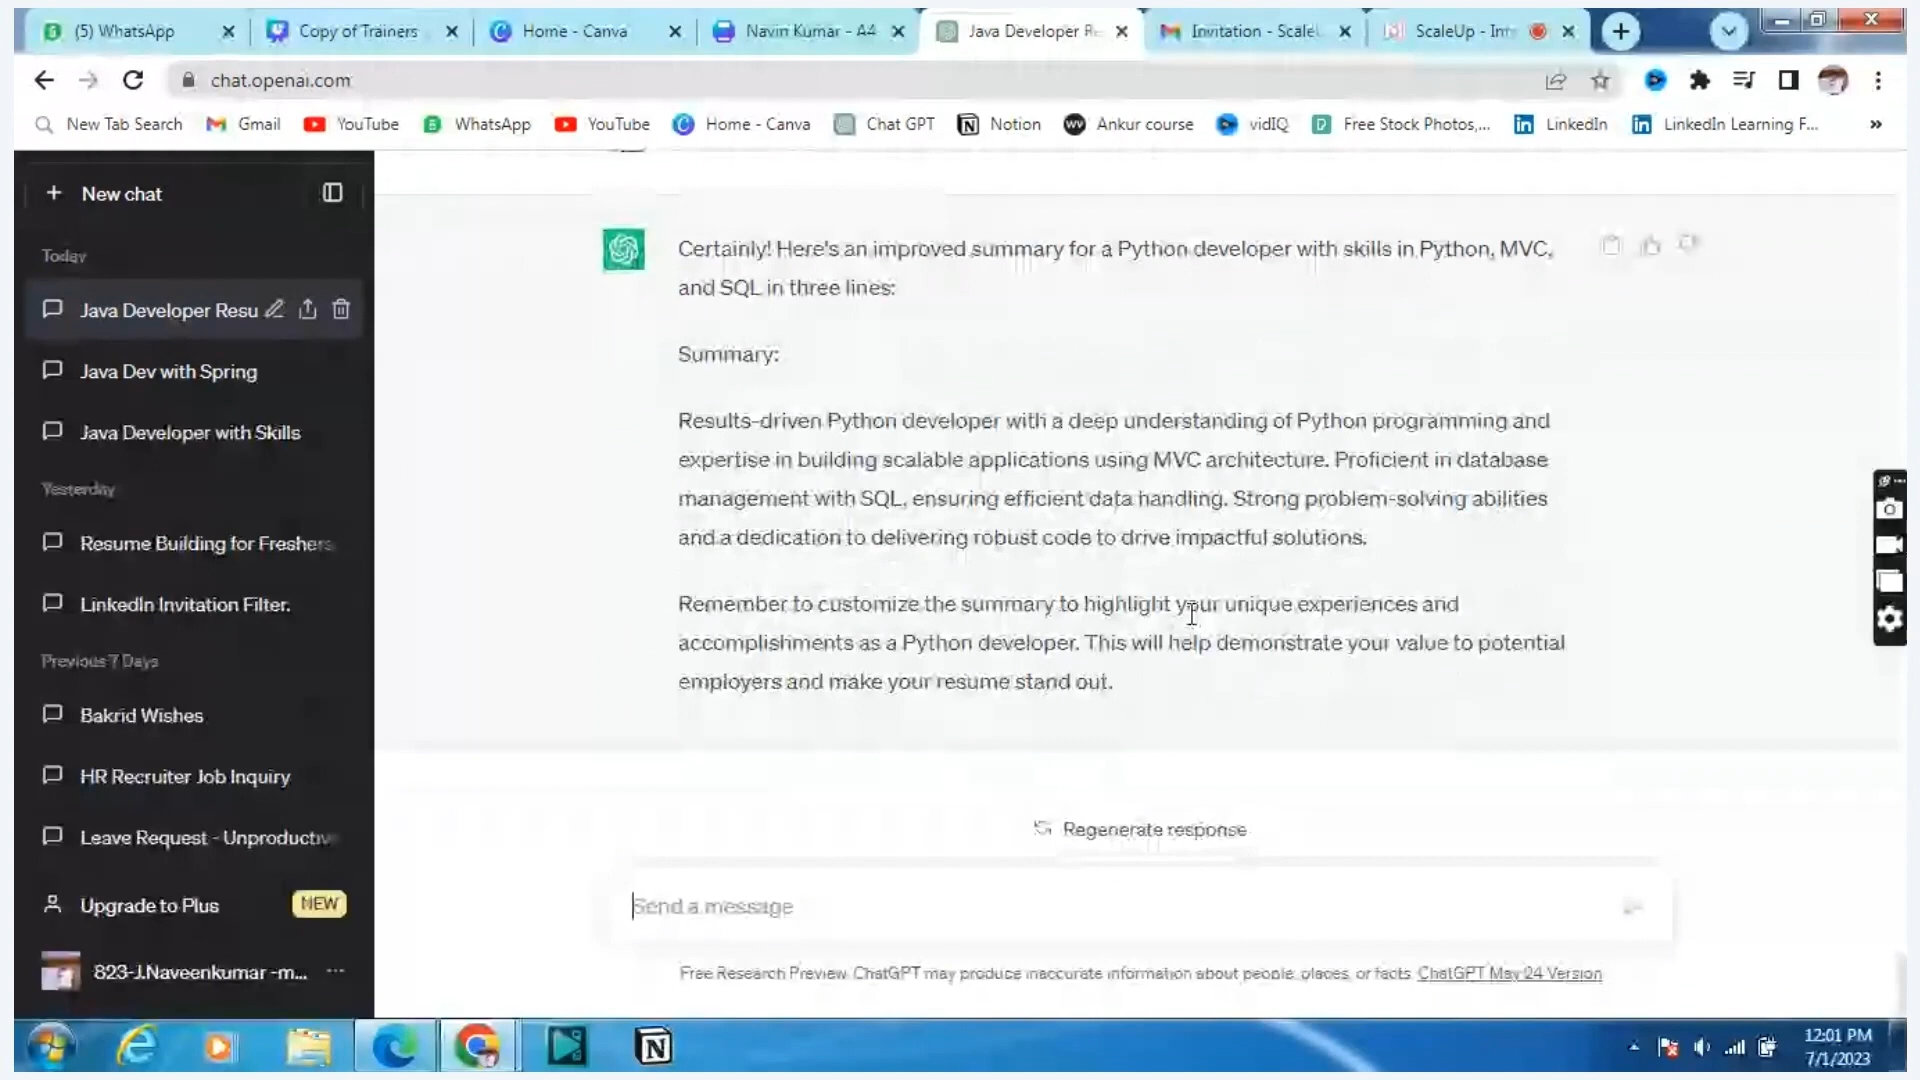 (5) WhatsApp
Copy of Trainers
Home - Canva
Navin Kumar - A4
Java Developer Re
Invitation - Scale
ScaleUp - Int
chat.openai.com
New Tab Search
Gmail
YouTube
WhatsApp
YouTube
Home - Canva
Chat GPT
Notion
Ankur course
vidIQ
Free Stock Photos,...
LinkedIn
LinkedIn Learning F...
»
+ New chat
Today
Java Developer Resu
Java Dev with Spring
Java Developer with Skills
Yesterday
Resume Building for Freshers
LinkedIn Invitation Filter.
Previous 7 Days
Bakrid Wishes
HR Recruiter Job Inquiry
Leave Request - Unproductiv
Upgrade to Plus
NEW
823-J.Naveenkumar -m...
Certainly! Here's an improved summary for a Python developer with skills in Python, MVC,
and SQL in three lines:
Summary:
Results-driven Python developer with a deep understanding of Python programming and
expertise in building scalable applications using MVC architecture. Proficient in database
management with SQL, ensuring efficient data handling. Strong problem-solving abilities
and a dedication to delivering robust code to drive impactful solutions.
Remember to customize the summary to highlight your unique experiences and
accomplishments as a Python developer. This will help demonstrate your value to potential
employers and make your resume stand out.
Regenerate response
Send a message
Free Research Preview. ChatGPT may produce inaccurate information about people, places, or facts. ChatGPT May 24 Version
12:01 PM
7/1/2023